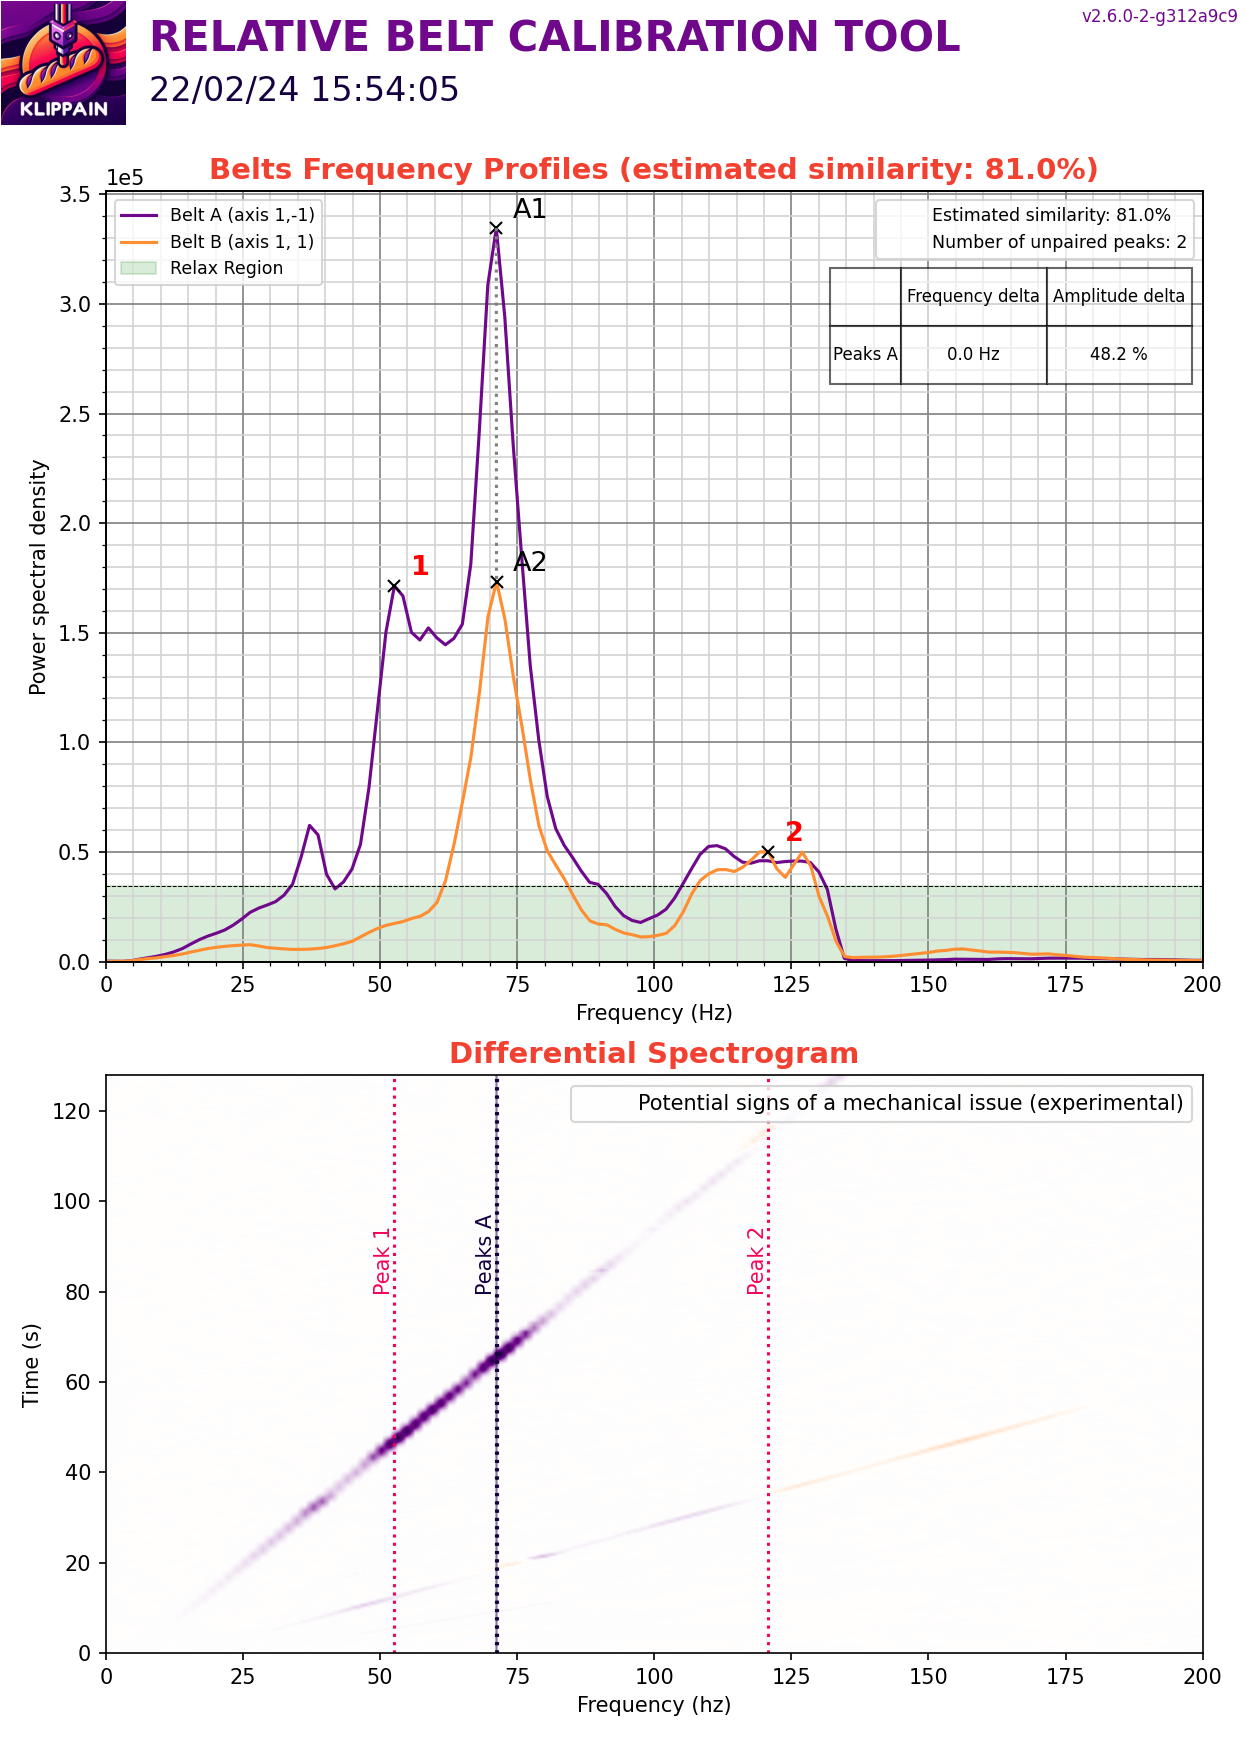 KLIPPAIN
RELATIVE BELT CALIBRATION TOOL
22/02/24 15:54:05
v2.6.0-2-g312a9c9
Belts Frequency Profiles (estimated similarity: 81.0%)
1e5
Belt A (axis 1,-1)
Belt B (axis 1, 1)
Relax Region
Estimated similarity: 81.0%
Number of unpaired peaks: 2
Frequency delta Amplitude delta
Peaks A 0.0 Hz 48.2 %
A1
A2
1
2
Power spectral density
3.5
3.0
2.5
2.0
1.5
1.0
0.5
0.0
0 25 50 75 100 125 150 175 200
Frequency (Hz)
Differential Spectrogram
Potential signs of a mechanical issue (experimental)
Peak 1
Peaks A
Peak 2
Time (s)
120
100
80
60
40
20
0
0 25 50 75 100 125 150 175 200
Frequency (hz)